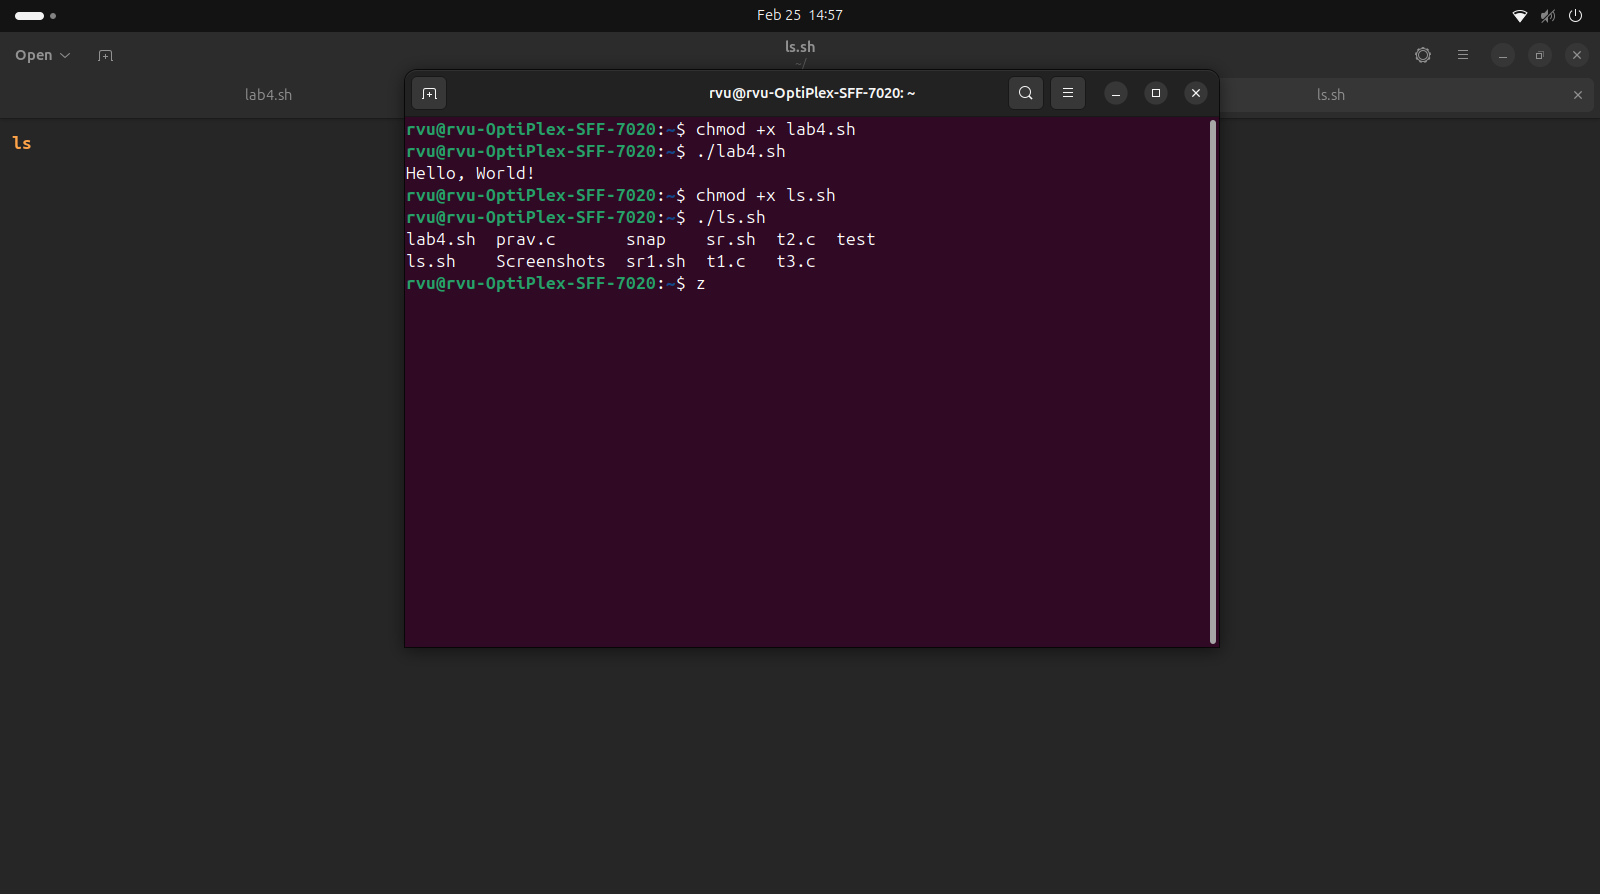 Feb 25 14:57
Open
ls.sh
~/
lab4.sh
ls.sh
ls
rvu@rvu-OptiPlex-SFF-7020: ~
rvu@rvu-OptiPlex-SFF-7020:~$ chmod +x lab4.sh
rvu@rvu-OptiPlex-SFF-7020:~$ ./lab4.sh
Hello, World!
rvu@rvu-OptiPlex-SFF-7020:~$ chmod +x ls.sh
rvu@rvu-OptiPlex-SFF-7020:~$ ./ls.sh
lab4.sh prav.c snap sr.sh t2.c test
ls.sh Screenshots sr1.sh t1.c t3.c
rvu@rvu-OptiPlex-SFF-7020:~$ z